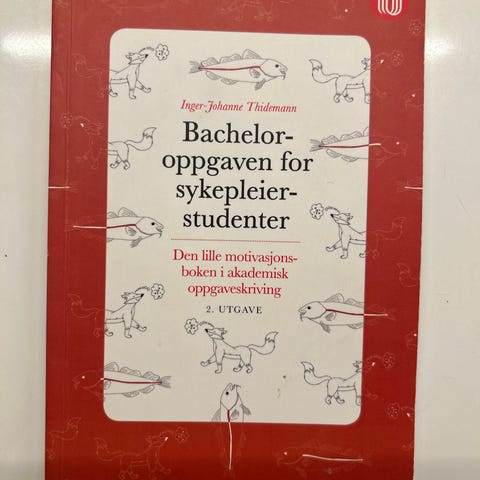 Inger-Johanne Thidemann
Bachelor-
oppgaven for
sykepleier-
studenter
Den lille motivasjons-
boken i akademisk
oppgaveskriving
2. UTGAVE